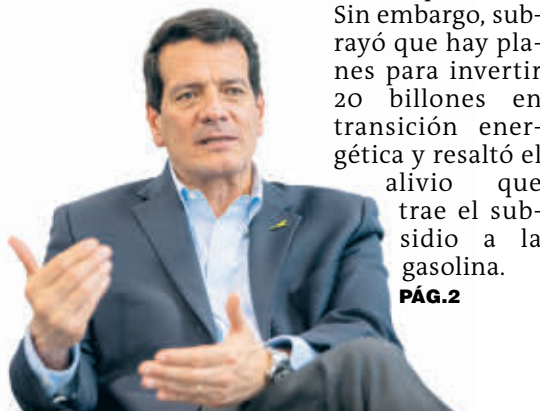 Sin embargo, sub-
rayó que hay pla-
nes para invertir
20 billones en
transición ener-
gética y resaltó el
alivio que
trae el sub-
sidio a la
gasolina.
PÁG.2